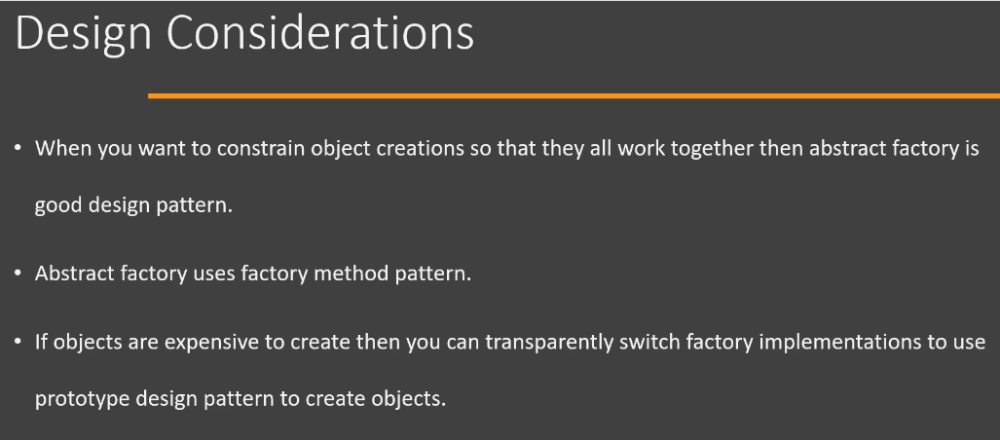 Design Considerations
• When you want to constrain object creations so that they all work together then abstract factory is
good design pattern.
• Abstract factory uses factory method pattern.
• If objects are expensive to create then you can transparently switch factory implementations to use
prototype design pattern to create objects.